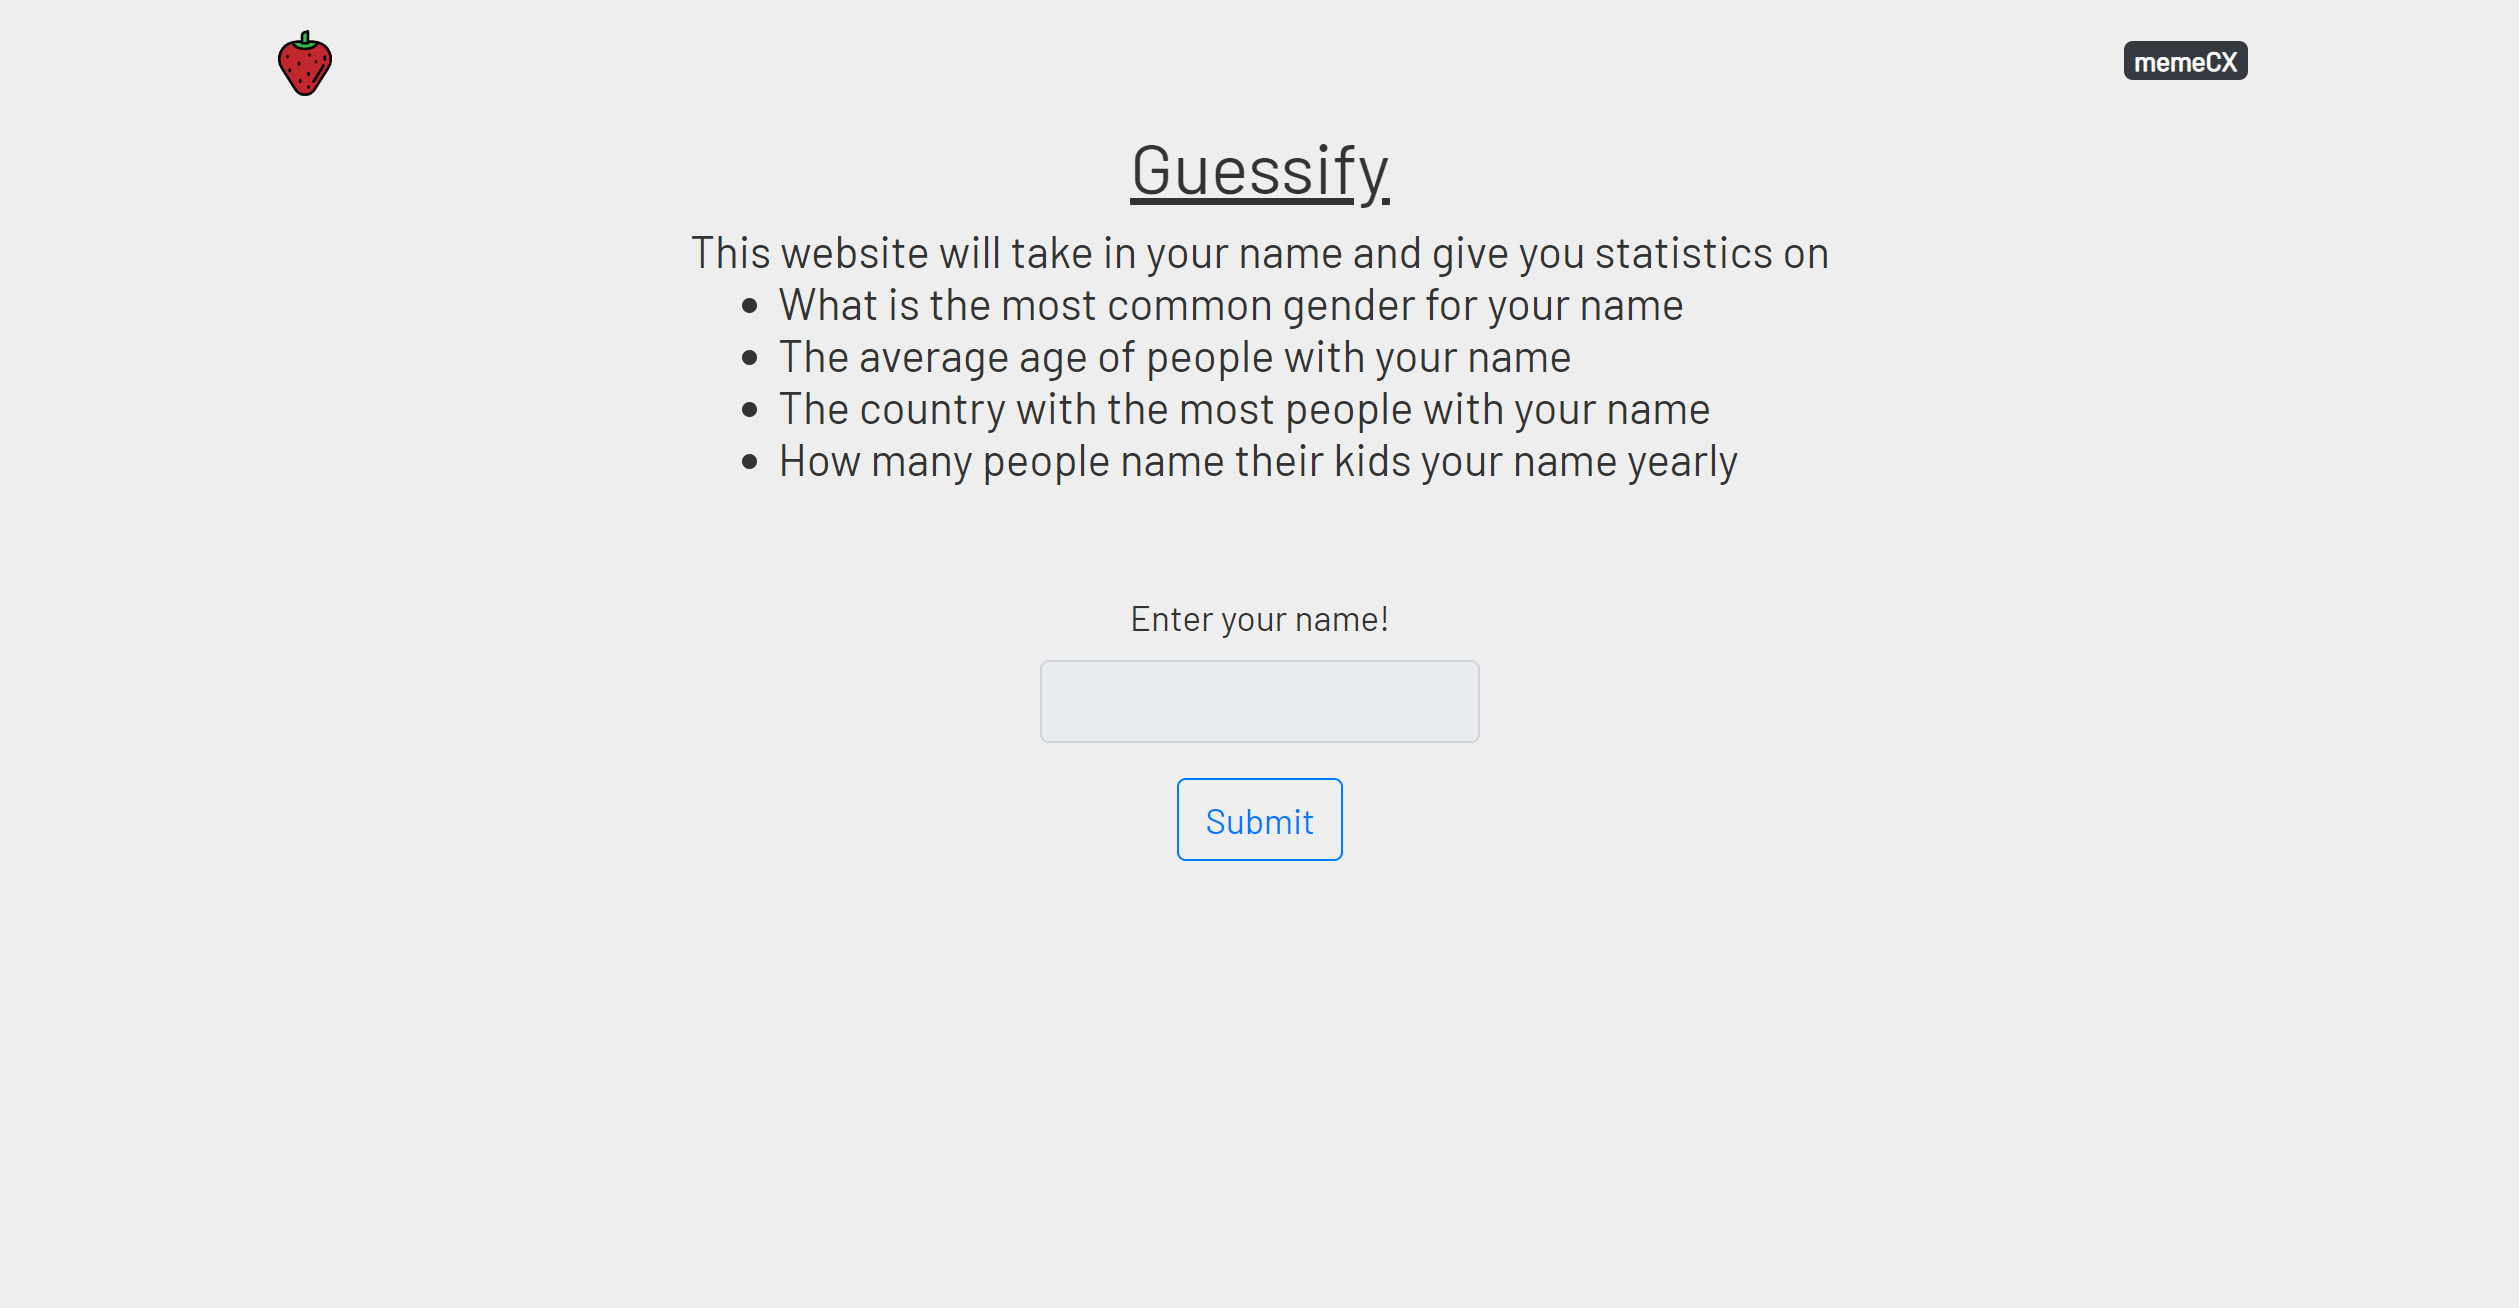 memeCX
Guessify
This website will take in your name and give you statistics on
What is the most common gender for your name
The average age of people with your name
The country with the most people with your name
How many people name their kids your name yearly
Enter your name!
Submit